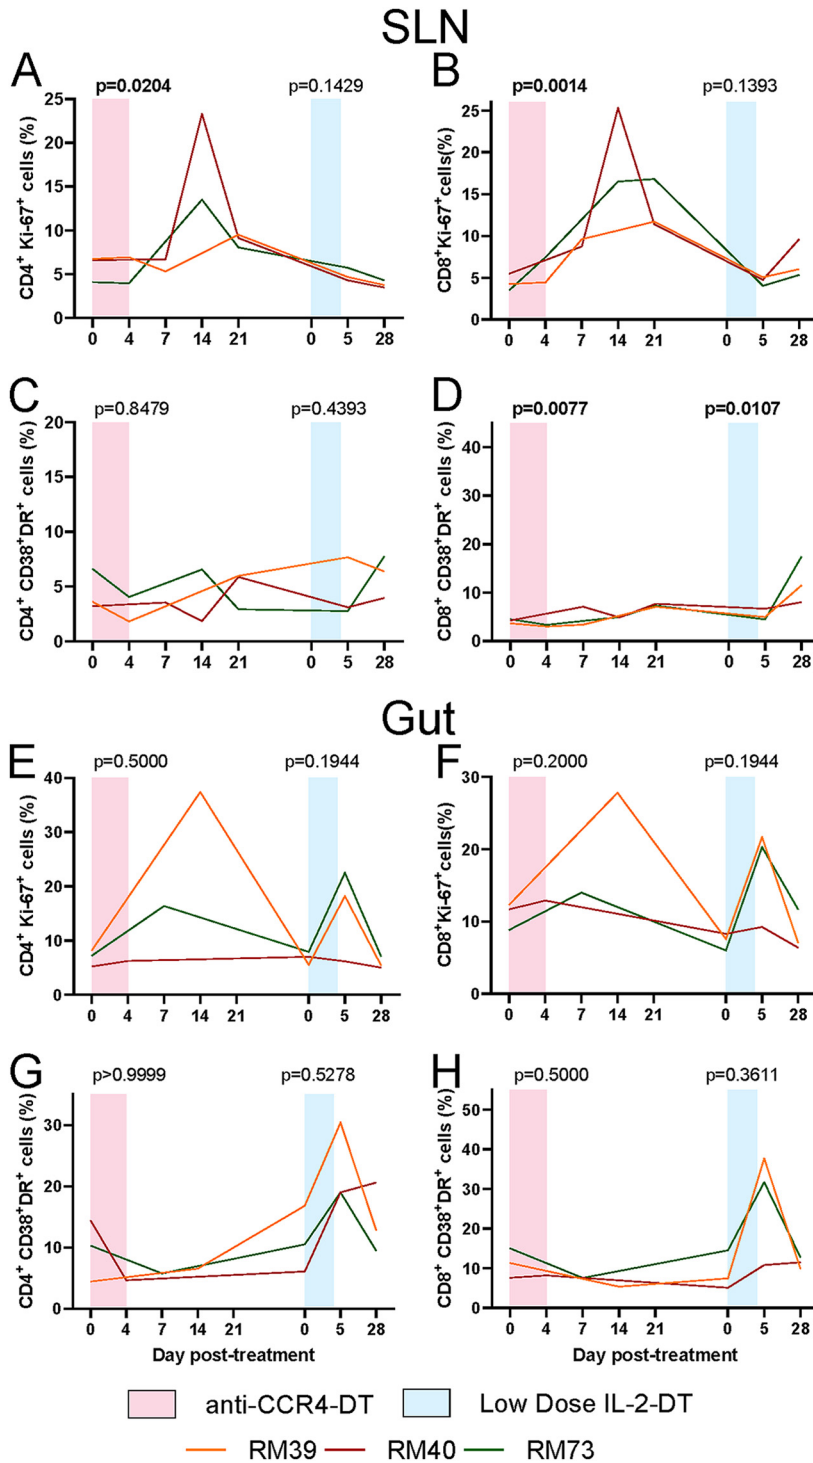 SLN
A
p=0.0204
p=0.1429
CD4+ Ki-67+ cells (%)
25
20
15
10
5
0
0 4 7 14 21 0 5 28
B
p=0.0014
p=0.1393
CD8+Ki-67+cells(%)
25
20
15
10
5
0
0 4 7 14 21 0 5 28
C
p=0.8479
p=0.4393
CD4+ CD38+DR+ cells (%)
20
15
10
5
0
0 4 7 14 21 0 5 28
D
p=0.0077
p=0.0107
CD8+ CD38+DR+ cells (%)
40
30
20
10
0
0 4 7 14 21 0 5 28
Gut
E
p=0.5000
p=0.1944
CD4+ Ki-67+ cells (%)
40
30
20
10
0
0 4 7 14 21 0 5 28
F
p=0.2000
p=0.1944
CD8+Ki-67+cells(%)
30
20
10
0
0 4 7 14 21 0 5 28
G
p>0.9999
p=0.5278
CD4+ CD38+DR+ cells (%)
30
20
10
0
0 4 7 14 21 0 5 28
Day post-treatment
H
p=0.5000
p=0.3611
CD8+ CD38+DR+ cells (%)
50
40
30
20
10
0
0 4 7 14 21 0 5 28
Day post-treatment
anti-CCR4-DT
Low Dose IL-2-DT
RM39
RM40
RM73